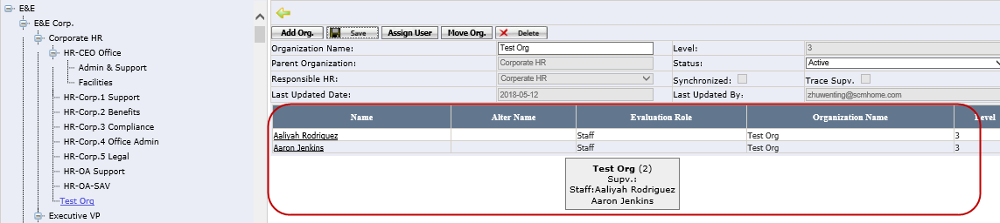 E&E
E&E Corp.
Corporate HR
HR-CEO Office
Admin & Support
Facilities
HR-Corp.1 Support
HR-Corp.2 Benefits
HR-Corp.3 Compliance
HR-Corp.4 Office Admin
HR-Corp.5 Legal
HR-OA Support
HR-OA-SAV
Test Org
Executive VP
Add Org. Save Assign User Move Org. Delete
Organization Name: Test Org Level: 3
Parent Organization: Corporate HR Status: Active
Responsible HR: Corperate HR Synchronized: Trace Supv.
Last Updated Date: 2018-05-12 Last Updated By: zhuwenting@scmhome.com
Name Alter Name Evaluation Role Organization Name Level
Aaliyah Rodriquez Staff Test Org 3
Aaron Jenkins Staff Test Org 3
Test Org (2)
Supv.:
Staff:Aaliyah Rodriguez
Aaron Jenkins